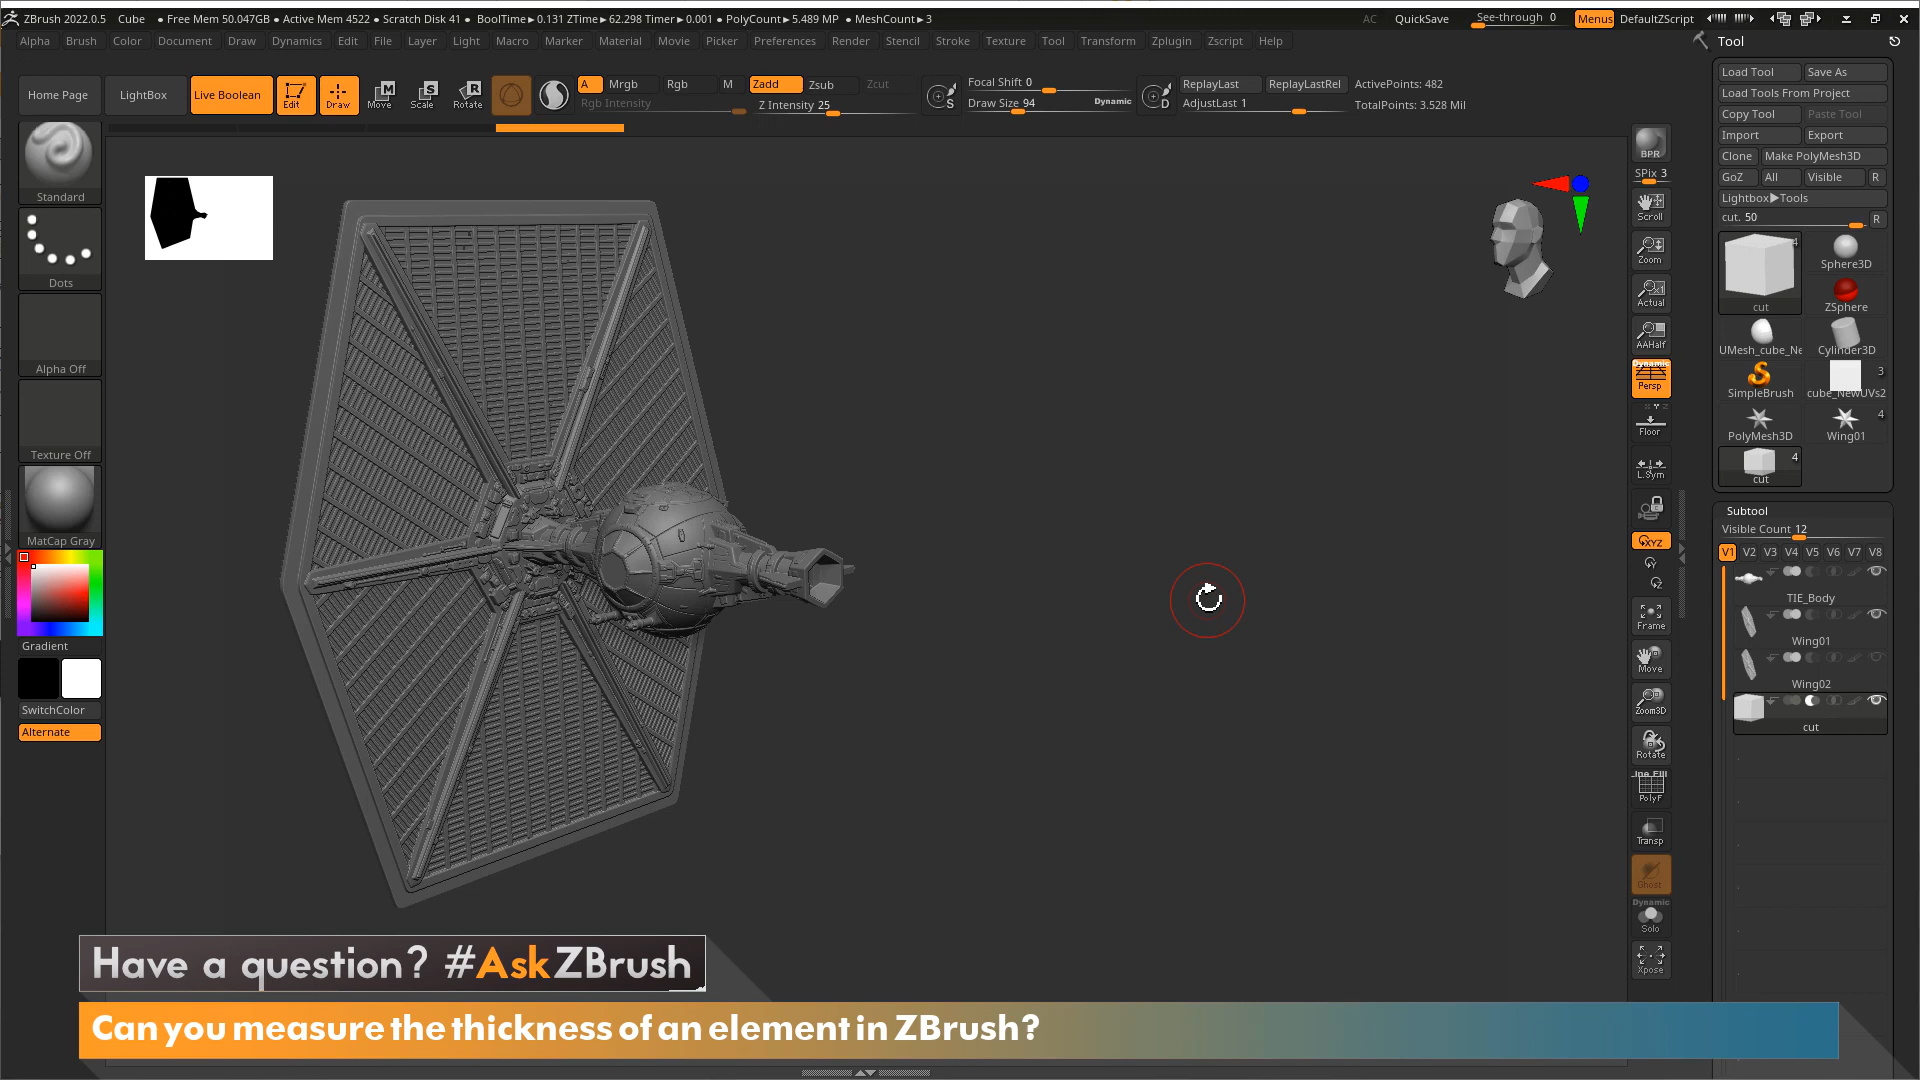 ZBrush 2022.0.5 Cube • Free Mem 50.047GB • Active Mem 4522 • Scratch Disk 41 • BoolTime▸0.131 ZTime▸62.298 Timer▸0.001 • PolyCount▸5.489 MP • MeshCount▸3 AC QuickSave See-through 0 Menus DefaultZScript
Alpha Brush Color Document Draw Dynamics Edit File Layer Light Macro Marker Material Movie Picker Preferences Render Stencil Stroke Texture Tool Transform Zplugin Zscript Help
Home Page LightBox Live Boolean Edit Draw Move Scale Rotate
A Mrgb Rgb M Zadd Zsub Zcut
Rgb Intensity Z Intensity 25
S Focal Shift 0
Draw Size 94 Dynamic
D ReplayLast ReplayLastRel ActivePoints: 482
AdjustLast 1 TotalPoints: 3.528 Mil
Standard
Dots
Alpha Off
Texture Off
MatCap Gray
Gradient
SwitchColor
Alternate
BPR
SPix 3
Scroll
Zoom
Actual
AAHalf
Dynamic
Persp
Floor
L.Sym
XYZ
Y
Z
Frame
Move
Zoom3D
Rotate
Line Fill
PolyF
Transp
Ghost
Dynamic
Solo
Xpose
Tool
Load Tool Save As
Load Tools From Project
Copy Tool Paste Tool
Import Export
Clone Make PolyMesh3D
GoZ All Visible R
Lightbox▶Tools
cut. 50 R
4
cut Sphere3D
ZSphere
UMesh_cube_Ne Cylinder3D
3
SimpleBrush cube_NewUVs2
4
PolyMesh3D Wing01
4
cut
Subtool
Visible Count 12
V1 V2 V3 V4 V5 V6 V7 V8
TIE_Body
Wing01
Wing02
cut
Have a question? #AskZBrush
Can you measure the thickness of an element in ZBrush?